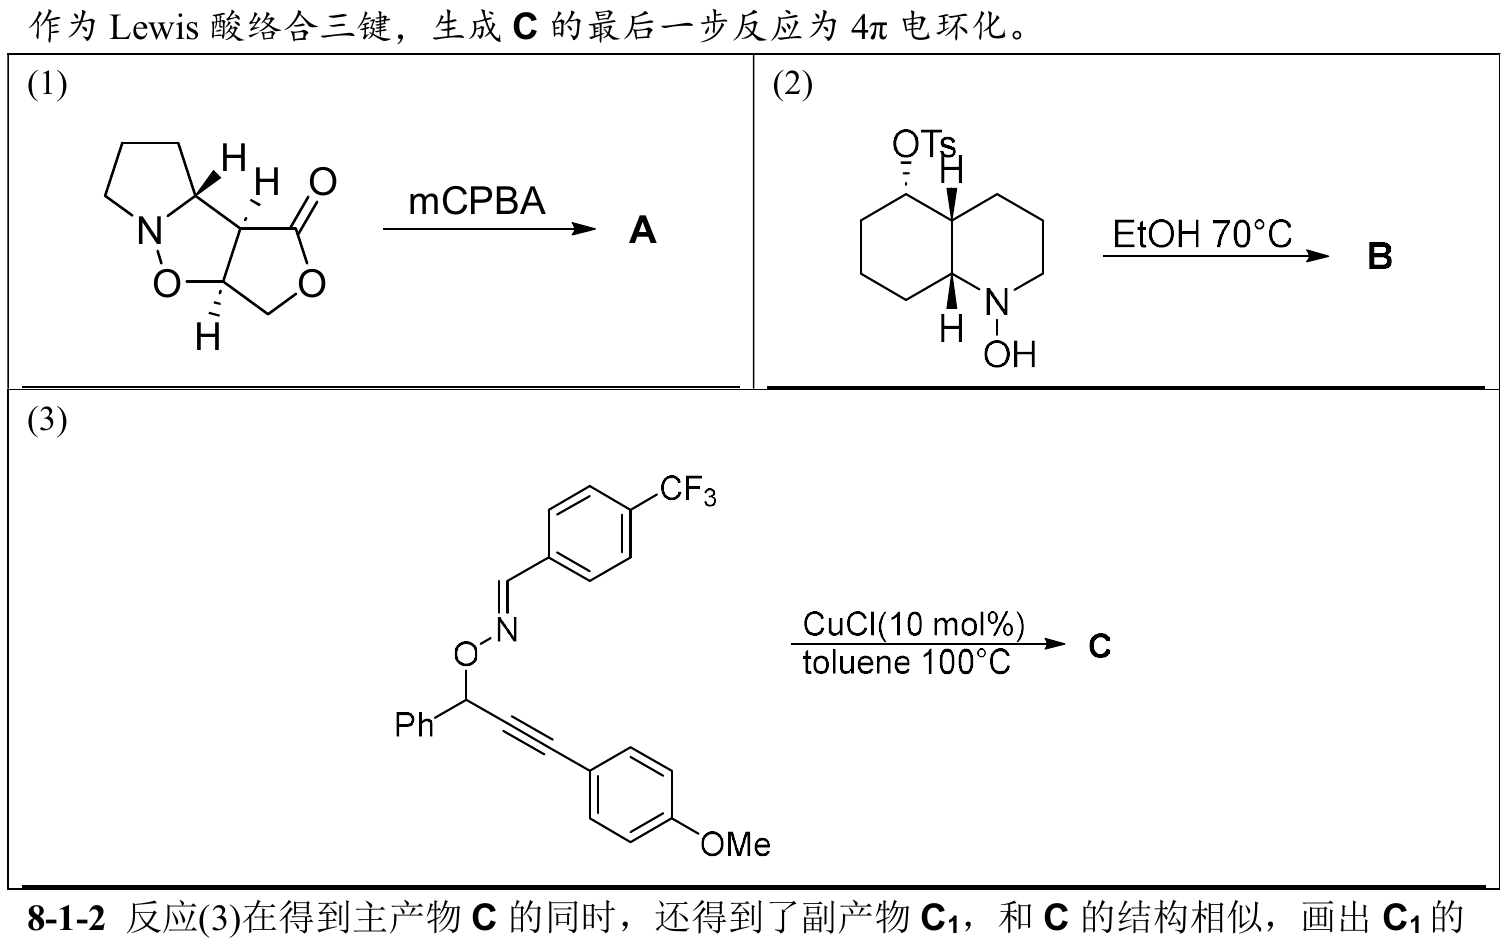 作为 Lewis 酸络合三键，生成 C 的最后一步反应为 4π 电环化。
(1)
H
H
O
N
O
O
H
mCPBA
A
(2)
OTs
H
N
H
OH
EtOH 70°C
B
(3)
CF3
N
O
Ph
OMe
CuCl(10 mol%)
toluene 100°C
C
8-1-2 反应(3)在得到主产物 C 的同时，还得到了副产物 C1，和 C 的结构相似，画出 C1 的